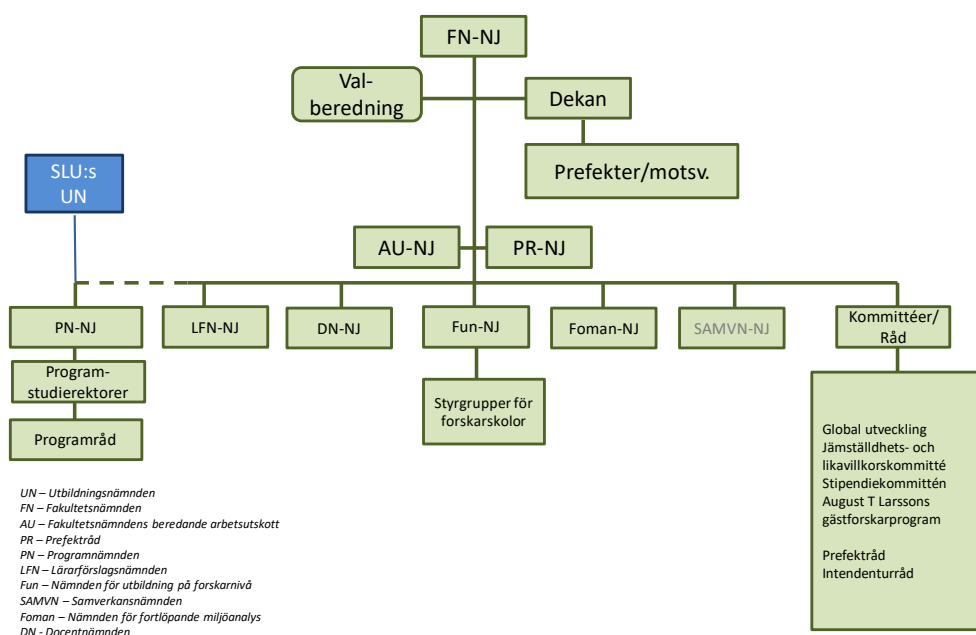 FN-NJ
Val-
beredning
Dekan
Prefekter/motsv.
SLU:s
UN
AU-NJ
PR-NJ
PN-NJ
LFN-NJ
DN-NJ
Fun-NJ
Foman-NJ
SAMVN-NJ
Kommittéer/
Råd
Program-
studierektorer
Programråd
Styrgrupper för
forskarskolor
Global utveckling
Jämställdhets- och
likavillkorskommitté
Stipendiekommittén
August T Larssons
gästforskarprogram
Prefektråd
Intendenturråd
UN – Utbildningsnämnden
FN – Fakultetsnämnden
AU – Fakultetsnämndens beredande arbetsutskott
PR – Prefektråd
PN – Programnämnden
LFN – Lärarförslagsnämnden
Fun – Nämnden för utbildning på forskarnivå
SAMVN – Samverkansnämnden
Foman – Nämnden för fortlöpande miljöanalys
DN - Docentnämnden